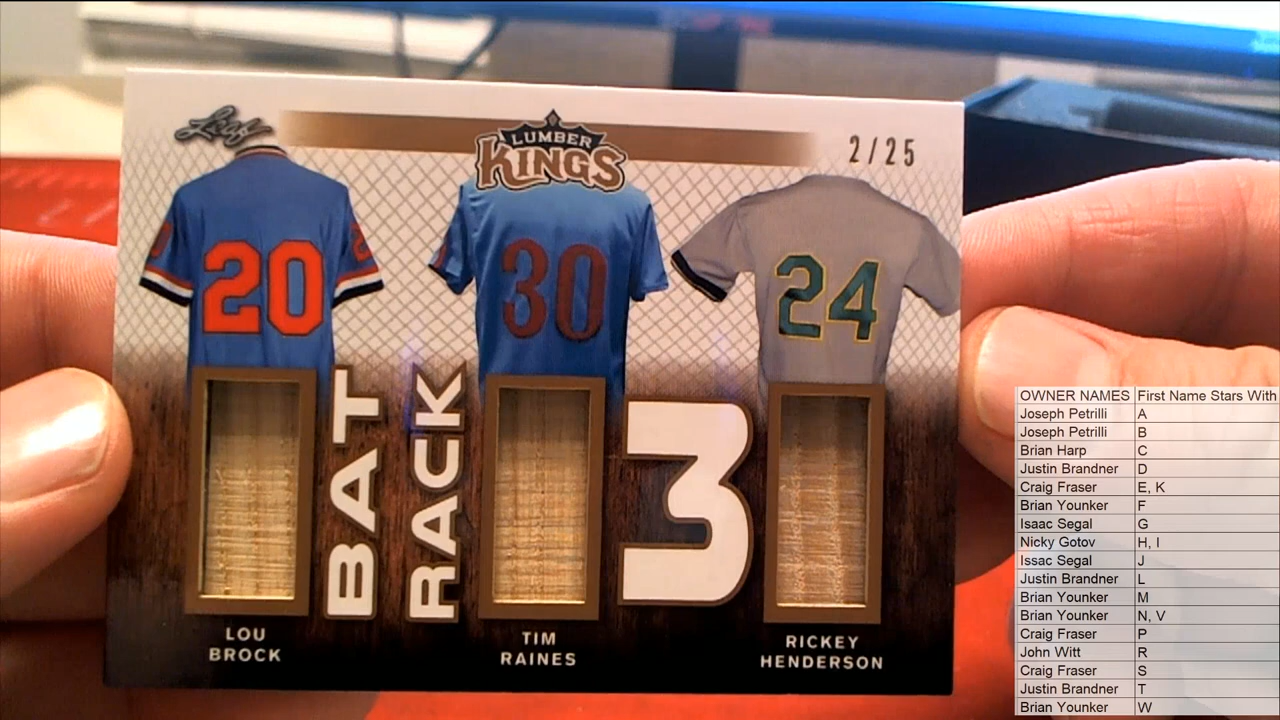 Leaf
LUMBER
KINGS
2/25
20
30
24
BAT
RACK
3
LOU
BROCK
TIM
RAINES
RICKEY
HENDERSON
OWNER NAMES First Name Stars With
Joseph Petrilli A
Joseph Petrilli B
Brian Harp C
Justin Brandner D
Craig Fraser E, K
Brian Younker F
Isaac Segal G
Nicky Gotov H, I
Issac Segal J
Justin Brandner L
Brian Younker M
Brian Younker N, V
Craig Fraser P
John Witt R
Craig Fraser S
Justin Brandner T
Brian Younker W